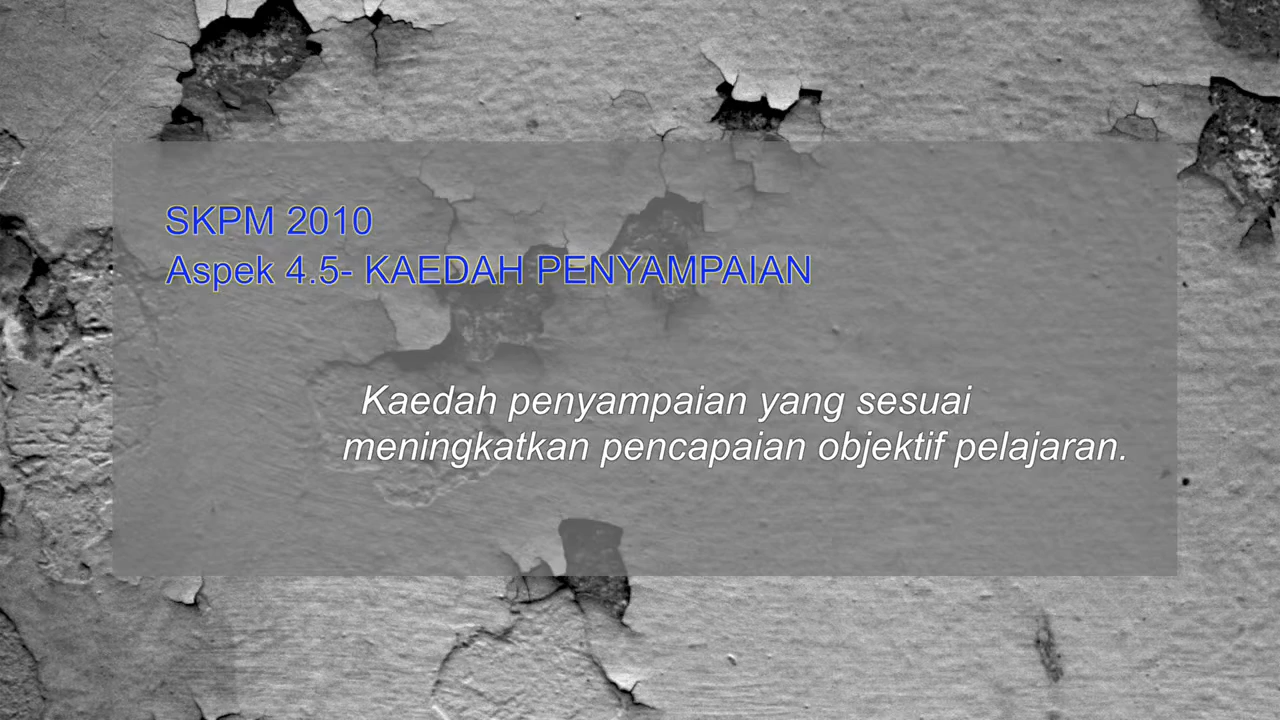 SKPM 2010
Aspek 4.5- KAEDAH PENYAMPAIAN
Kaedah penyampaian yang sesuai
meningkatkan pencapaian objektif pelajaran.